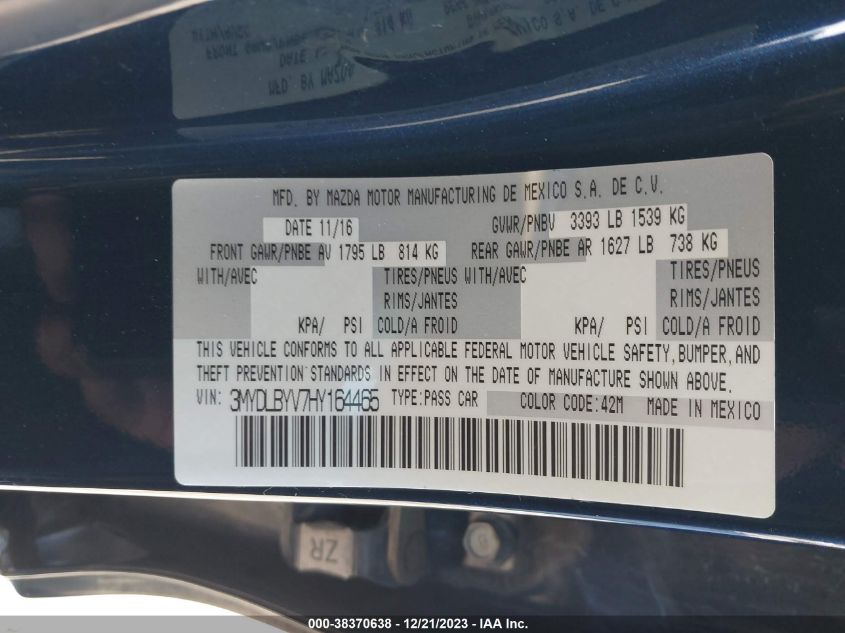 MFD. BY MAZDA MOTOR MANUFACTURING DE MEXICO S.A. DE C.V.
DATE 11/16 GVWR/PNBV 3393 LB 1539 KG
FRONT GAWR/PNBE AV 1795 LB 814 KG REAR GAWR/PNBE AR 1627 LB 738 KG
WITH/AVEC TIRES/PNEUS WITH/AVEC TIRES/PNEUS
RIMS/JANTES RIMS/JANTES
KPA/ PSI COLD/A FROID KPA/ PSI COLD/A FROID
THIS VEHICLE CONFORMS TO ALL APPLICABLE FEDERAL MOTOR VEHICLE SAFETY, BUMPER, AND
THEFT PREVENTION STANDARDS IN EFFECT ON THE DATE OF MANUFACTURE SHOWN ABOVE.
VIN: 3MYDLBYV7HY164465 TYPE: PASS CAR COLOR CODE: 42M MADE IN MEXICO
ZR
8
000-38370638 - 12/21/2023 - © IAA Inc.